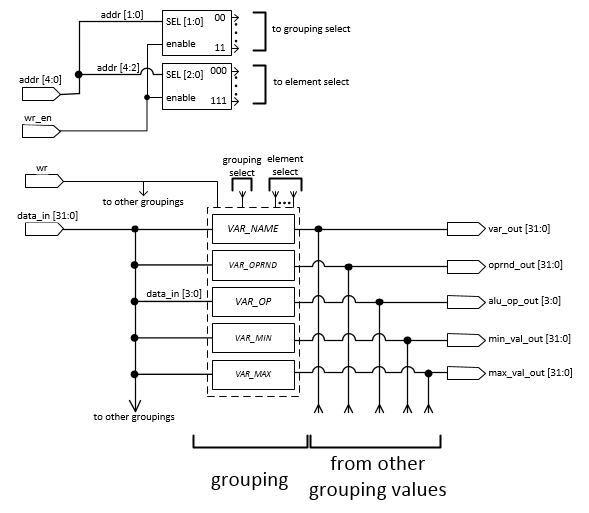 addr [1:0]
SEL [1:0]
00
to grouping select
enable
11
addr [4:2]
SEL [2:0]
000
addr [4:0]
to element select
enable
111
wr_en
grouping select
element select
wr
to other groupings
data_in [31:0]
VAR_NAME
var_out [31:0]
VAR_OPRND
oprnd_out [31:0]
data_in [3:0]
VAR_OP
alu_op_out [3:0]
VAR_MIN
min_val_out [31:0]
VAR_MAX
max_val_out [31:0]
to other groupings
grouping
from other
grouping values